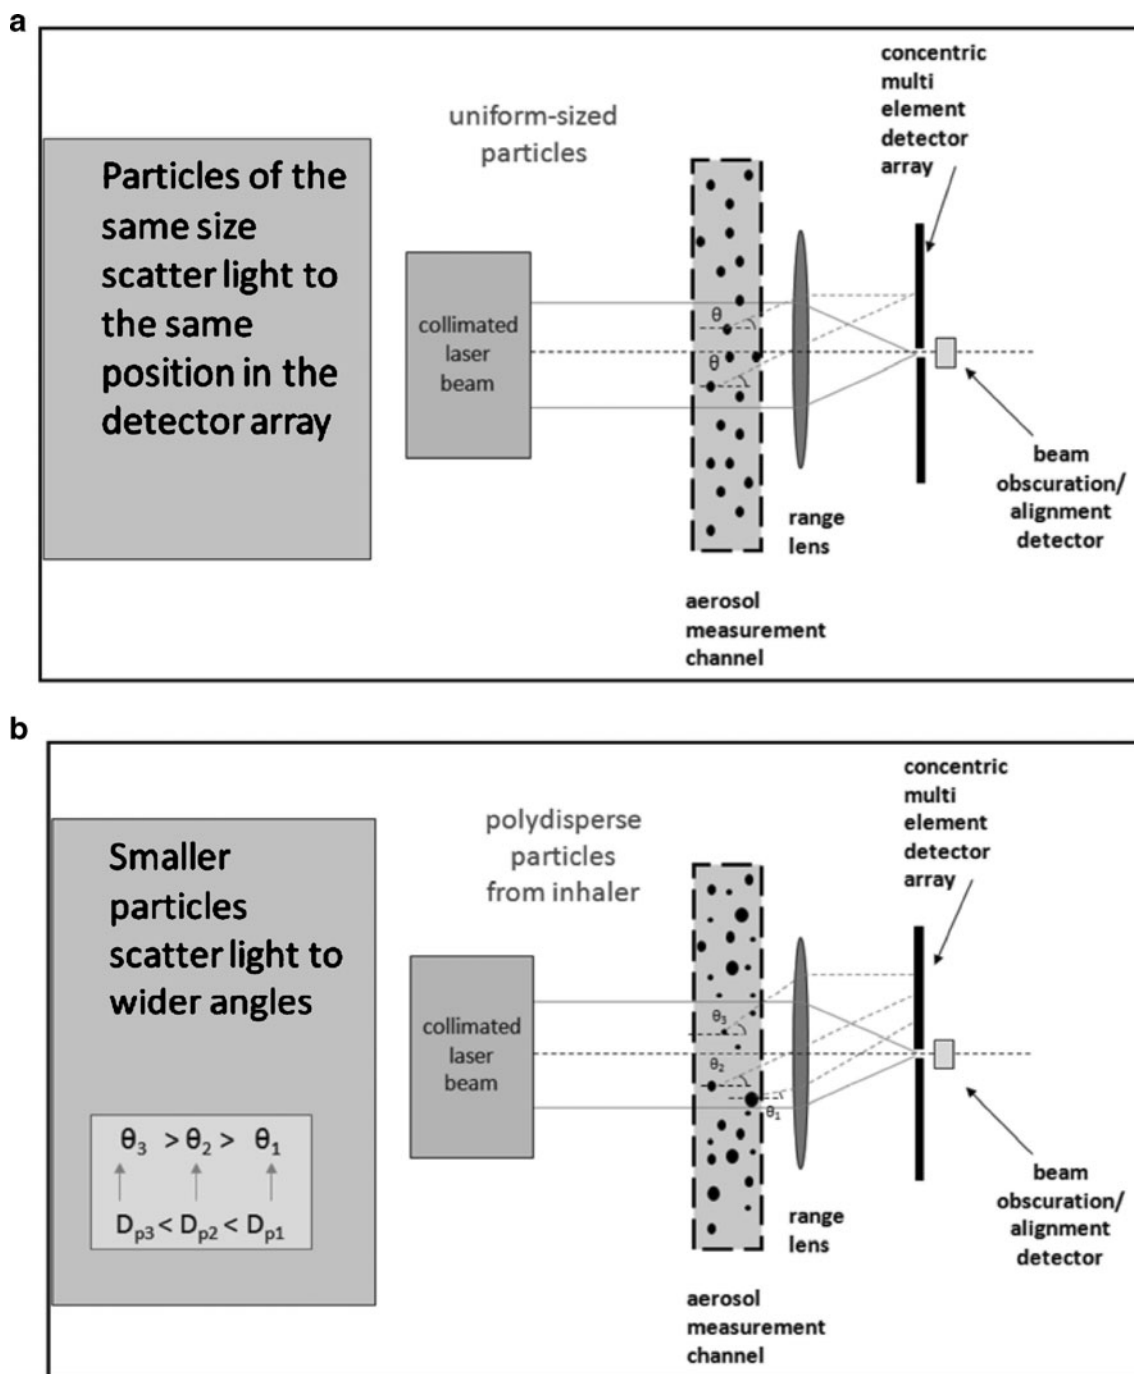 a
Particles of the
same size
scatter light to
the same
position in the
detector array
uniform-sized
particles
collimated
laser
beam
θ
θ
concentric
multi
element
detector
array
range
lens
beam
obscuration/
alignment
detector
aerosol
measurement
channel
b
Smaller
particles
scatter light to
wider angles
θ3 > θ2 > θ1
Dp3 < Dp2 < Dp1
polydisperse
particles
from inhaler
collimated
laser
beam
θ3
θ2
θ1
concentric
multi
element
detector
array
range
lens
beam
obscuration/
alignment
detector
aerosol
measurement
channel